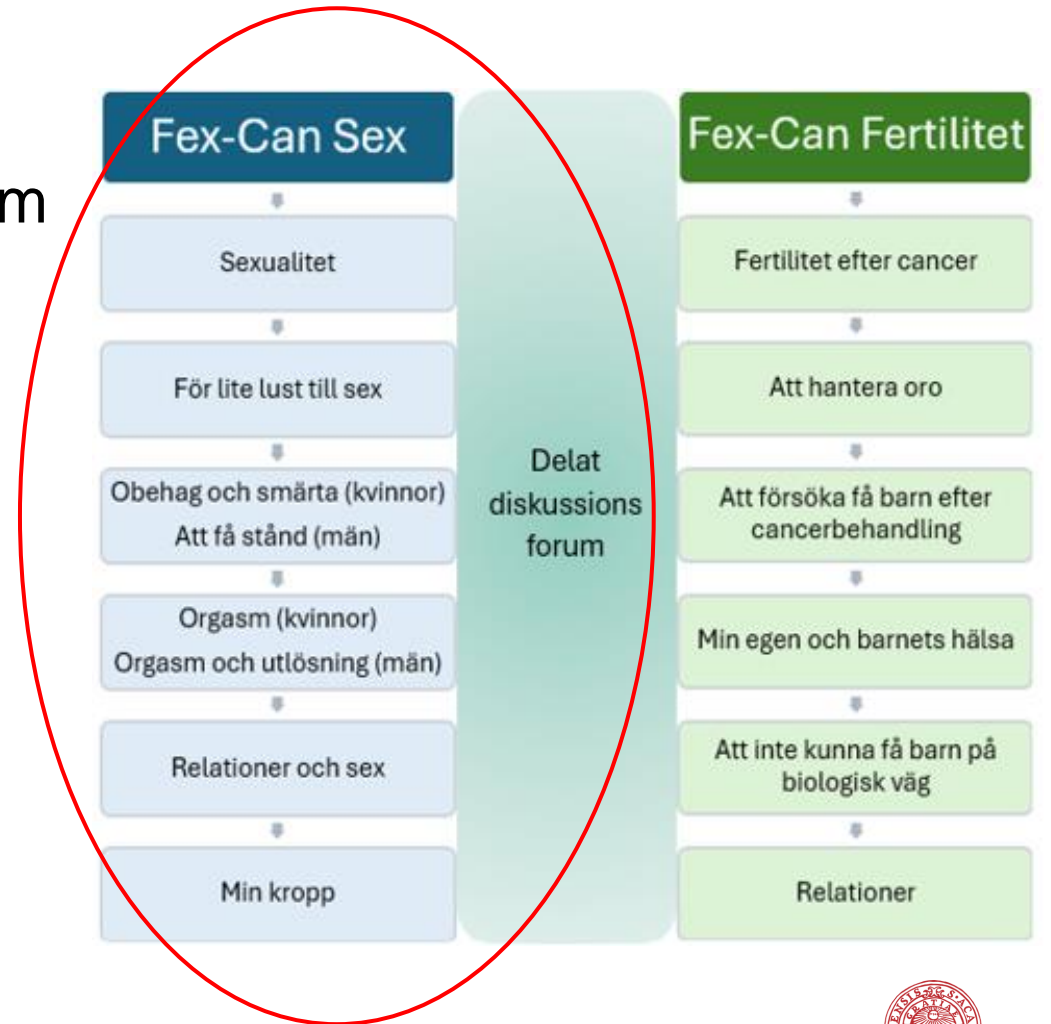 m
Fex-Can Sex
Sexualitet
För lite lust till sex
Obehag och smärta (kvinnor)
Att få stånd (män)
Orgasm (kvinnor)
Orgasm och utlösning (män)
Relationer och sex
Min kropp
Delat
diskussions
forum
Fex-Can Fertilitet
Fertilitet efter cancer
Att hantera oro
Att försöka få barn efter
cancerbehandling
Min egen och barnets hälsa
Att inte kunna få barn på
biologisk väg
Relationer